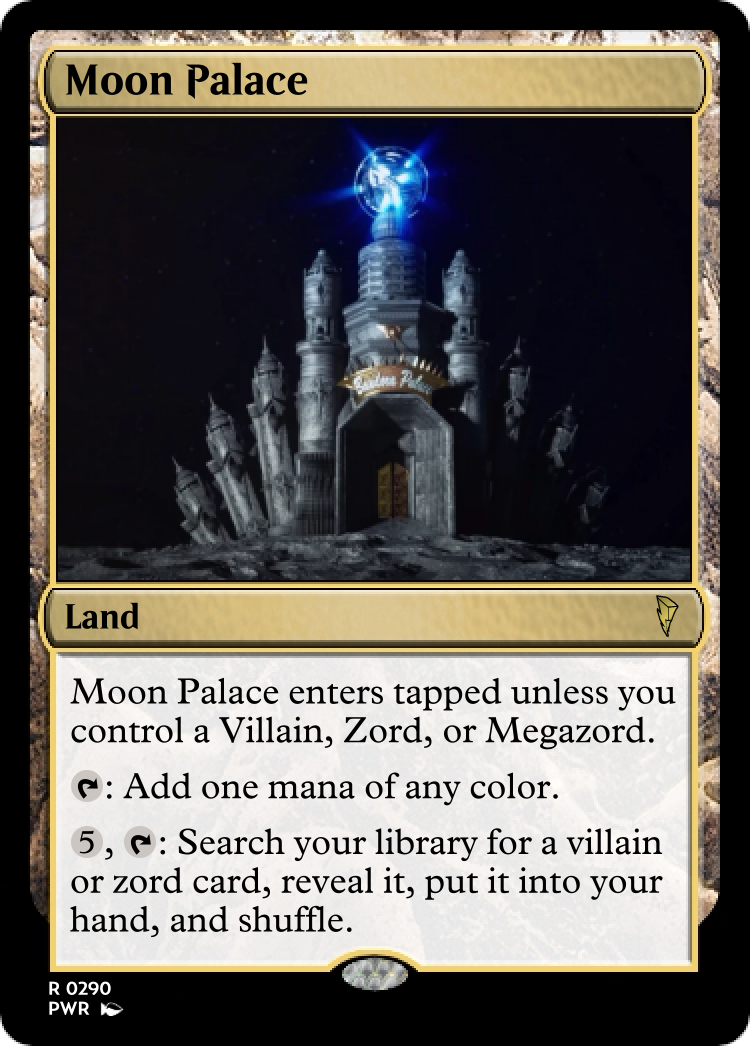 Moon Palace
Bandora Palace
Land
Moon Palace enters tapped unless you
control a Villain, Zord, or Megazord.
: Add one mana of any color.
5, : Search your library for a villain
or zord card, reveal it, put it into your
hand, and shuffle.
R 0290
PWR